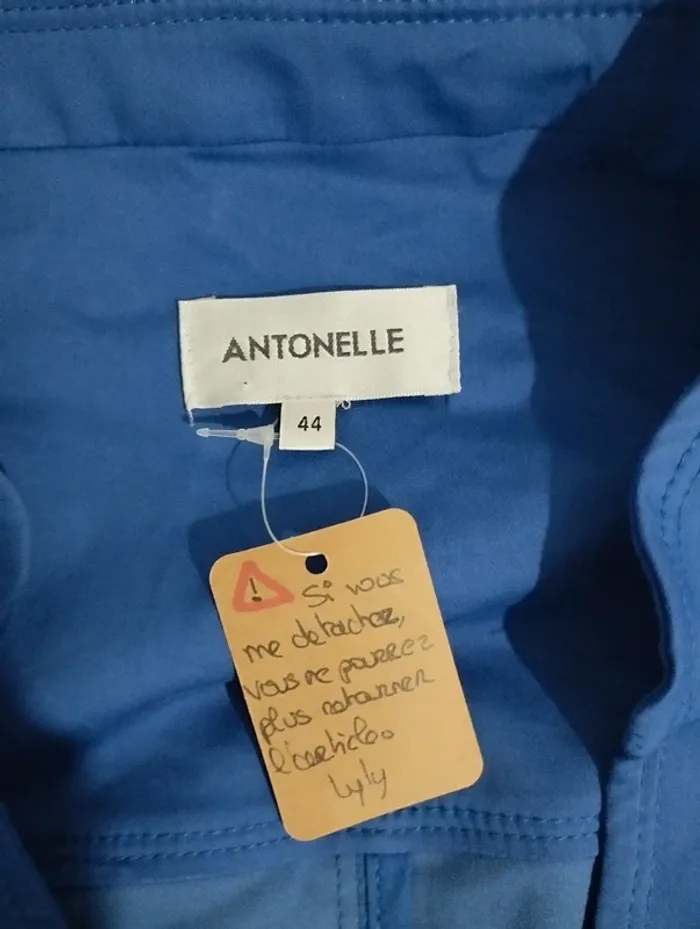 ANTONELLE
44
! Si vous
me detachez,
vous ne pourrez
plus retourner
l'article.
Lyly